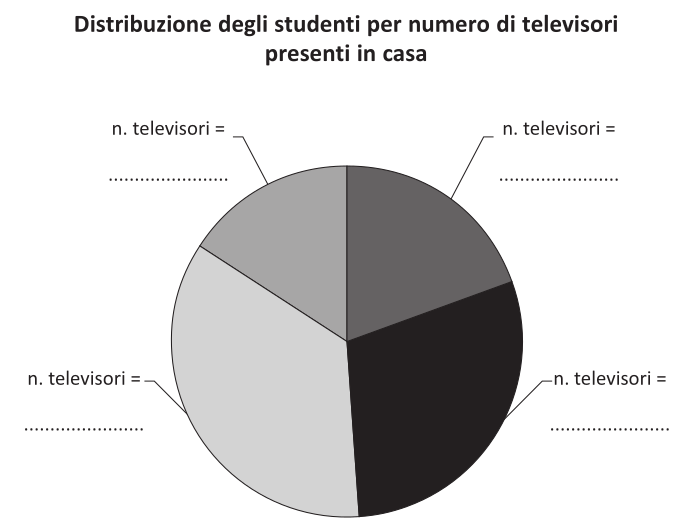 Distribuzione degli studenti per numero di televisori
presenti in casa
n. televisori =
.......................
n. televisori =
.......................
n. televisori =
.......................
n. televisori =
.......................